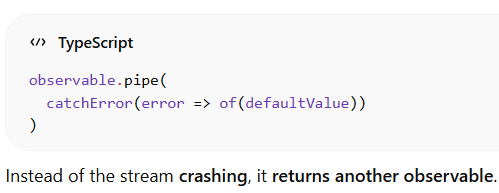 </> TypeScript
observable.pipe(
  catchError(error => of(defaultValue))
)
Instead of the stream crashing, it returns another observable.